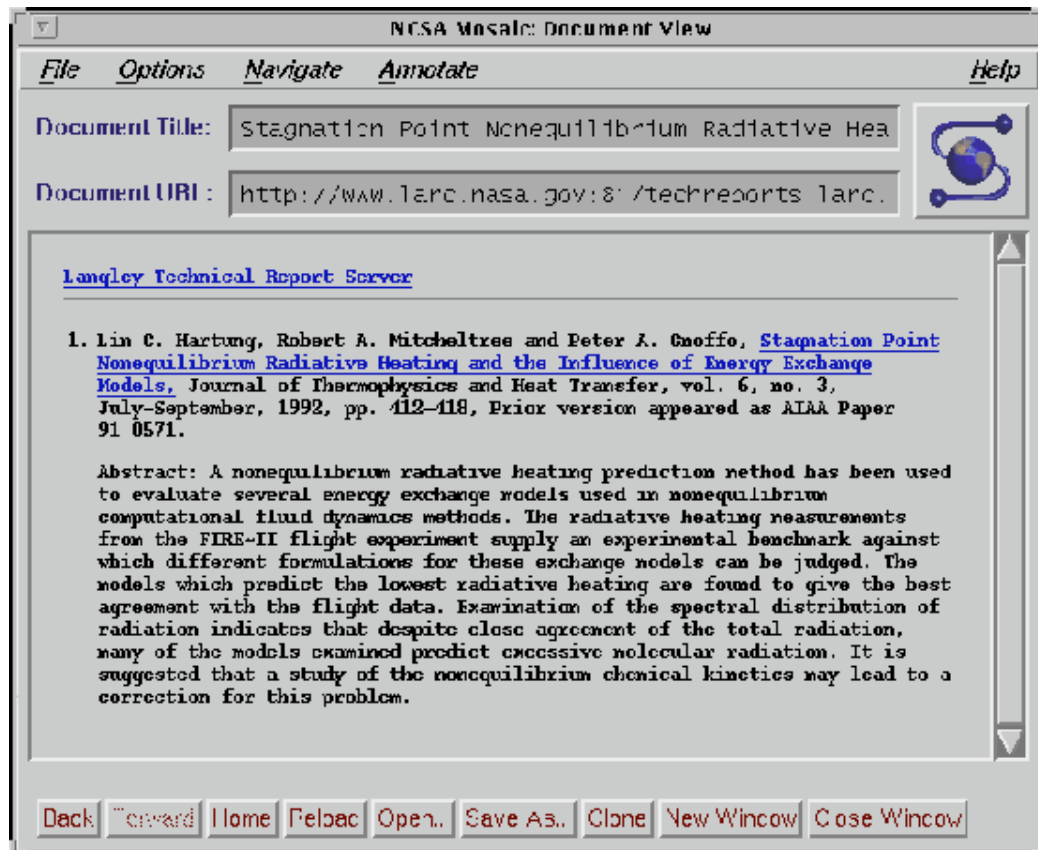 NCSA Mosaic: Document View
File Options Navigate Annotate Help
Document Title: Stagnation Point Nonequilibrium Radiative Hea
Document URL: http://www.larc.nasa.gov:81/techreports larc.
Langley Technical Report Server
1. Lin C. Hartung, Robert A. Mitcheltree and Peter A. Gnoffo, Stagnation Point
Nonequilibrium Radiative Heating and the Influence of Energy Exchange
Models, Journal of Thermophysics and Heat Transfer, vol. 6, no. 3,
July-September, 1992, pp. 412-418, Prior version appeared as AIAA Paper
91 0571.
Abstract: A nonequilibrium radiative heating prediction method has been used
to evaluate several energy exchange models used in nonequilibrium
computational fluid dynamics methods. The radiative heating measurements
from the FIRE-II flight experiment supply an experimental benchmark against
which different formulations for these exchange models can be judged. The
models which predict the lowest radiative heating are found to give the best
agreement with the flight data. Examination of the spectral distribution of
radiation indicates that despite close agreement of the total radiation,
many of the models examined predict excessive molecular radiation. It is
suggested that a study of the nonequilibrium chemical kinetics may lead to a
correction for this problem.
Back Forward Home Reload Open.. Save As.. Clone New Window Close Window